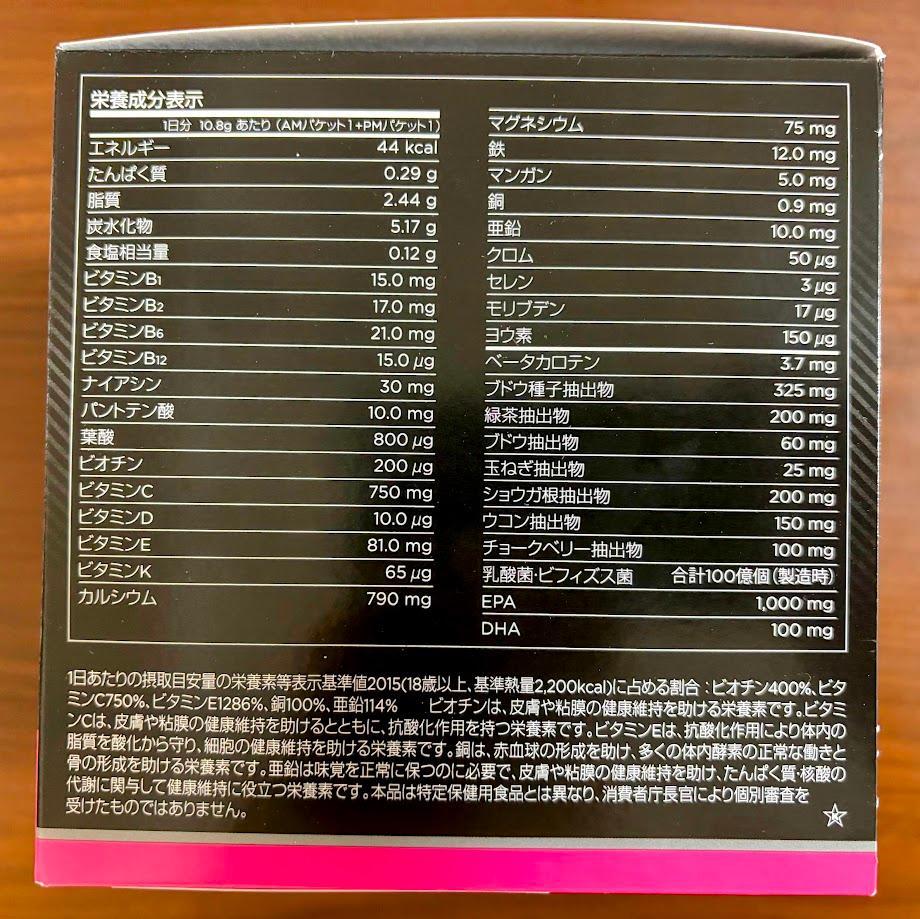 栄養成分表示
1日分 10.8g あたり (AMパケット1+PMパケット1)
エネルギー 44 kcal
たんぱく質 0.29 g
脂質 2.44 g
炭水化物 5.17 g
食塩相当量 0.12 g
ビタミンB1 15.0 mg
ビタミンB2 17.0 mg
ビタミンB6 21.0 mg
ビタミンB12 15.0 μg
ナイアシン 30 mg
パントテン酸 10.0 mg
葉酸 800 μg
ビオチン 200 μg
ビタミンC 750 mg
ビタミンD 10.0 μg
ビタミンE 81.0 mg
ビタミンK 65 μg
カルシウム 790 mg
マグネシウム 75 mg
鉄 12.0 mg
マンガン 5.0 mg
銅 0.9 mg
亜鉛 10.0 mg
クロム 50 μg
セレン 3 μg
モリブデン 17 μg
ヨウ素 150 μg
ベータカロテン 3.7 mg
ブドウ種子抽出物 325 mg
緑茶抽出物 200 mg
ブドウ抽出物 60 mg
玉ねぎ抽出物 25 mg
ショウガ根抽出物 200 mg
ウコン抽出物 150 mg
チョークベリー抽出物 100 mg
乳酸菌・ビフィズス菌 合計100億個(製造時)
EPA 1,000 mg
DHA 100 mg
1日あたりの摂取目安量の栄養素等表示基準値2015(18歳以上、基準熱量2,200kcal)に占める割合：ビオチン400%、ビタ
ミンC750%、ビタミンE1286%、銅100%、亜鉛114% ビオチンは、皮膚や粘膜の健康維持を助ける栄養素です。ビタミ
ンCは、皮膚や粘膜の健康維持を助けるとともに、抗酸化作用を持つ栄養素です。ビタミンEは、抗酸化作用により体内の
脂質を酸化から守り、細胞の健康維持を助ける栄養素です。銅は、赤血球の形成を助け、多くの体内酵素の正常な働きと
骨の形成を助ける栄養素です。亜鉛は味覚を正常に保つのに必要で、皮膚や粘膜の健康維持を助け、たんぱく質・核酸の
代謝に関与して健康維持に役立つ栄養素です。本品は特定保健用食品とは異なり、消費者庁長官により個別審査を
受けたものではありません。